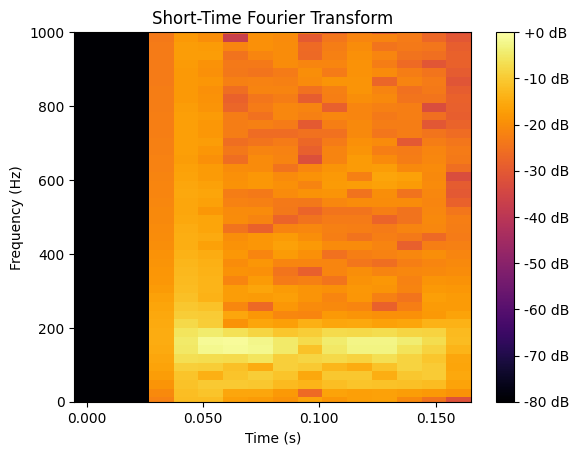 Short-Time Fourier Transform
Frequency (Hz)
1000
800
600
400
200
0
0.000
0.050
0.100
0.150
Time (s)
+0 dB
-10 dB
-20 dB
-30 dB
-40 dB
-50 dB
-60 dB
-70 dB
-80 dB